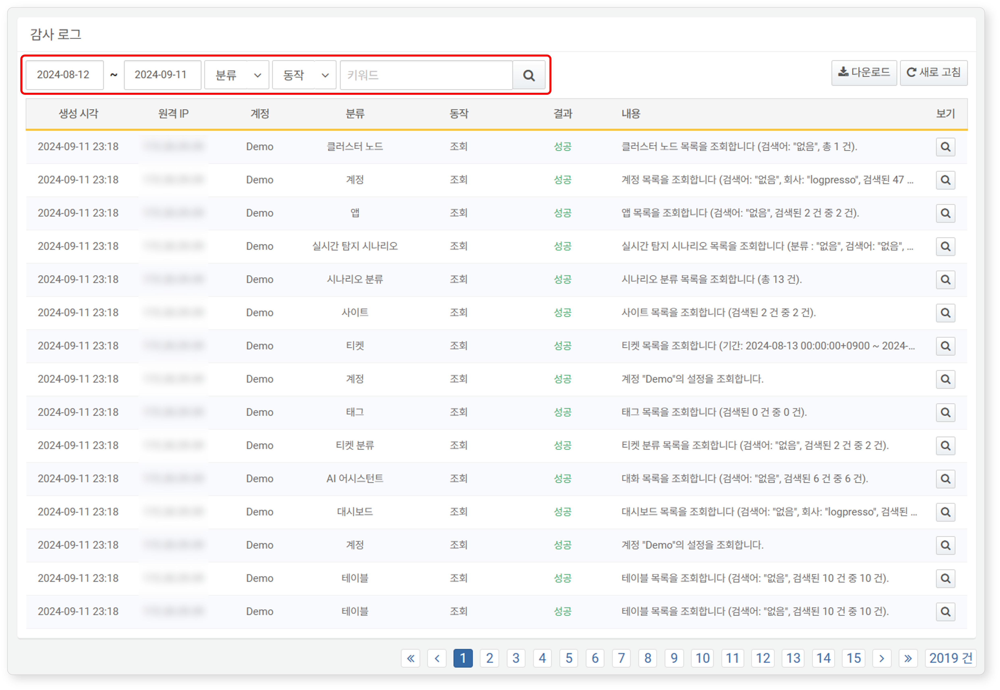 감사 로그
2024-08-12 ~ 2024-09-11 분류 동작 키워드 다운로드 새로 고침
생성 시각 원격 IP 계정 분류 동작 결과 내용 보기
2024-09-11 23:18 Demo 클러스터 노드 조회 성공 클러스터 노드 목록을 조회합니다 (검색어: "없음", 총 1 건).
2024-09-11 23:18 Demo 계정 조회 성공 계정 목록을 조회합니다 (검색어: "없음", 회사: "logpresso", 검색된 47 ...
2024-09-11 23:18 Demo 앱 조회 성공 앱 목록을 조회합니다 (검색어: "없음", 검색된 2 건 중 2 건).
2024-09-11 23:18 Demo 실시간 탐지 시나리오 조회 성공 실시간 탐지 시나리오 목록을 조회합니다 (분류 : "없음", 검색어: "없음", ...
2024-09-11 23:18 Demo 시나리오 분류 조회 성공 시나리오 분류 목록을 조회합니다 (총 13 건).
2024-09-11 23:18 Demo 사이트 조회 성공 사이트 목록을 조회합니다 (검색된 2 건 중 2 건).
2024-09-11 23:18 Demo 티켓 조회 성공 티켓 목록을 조회합니다 (기간: 2024-08-13 00:00:00+0900 ~ 2024-...
2024-09-11 23:18 Demo 계정 조회 성공 계정 "Demo"의 설정을 조회합니다.
2024-09-11 23:18 Demo 태그 조회 성공 태그 목록을 조회합니다 (검색된 0 건 중 0 건).
2024-09-11 23:18 Demo 티켓 분류 조회 성공 티켓 분류 목록을 조회합니다 (검색어: "없음", 검색된 2 건 중 2 건).
2024-09-11 23:18 Demo AI 어시스턴트 조회 성공 대화 목록을 조회합니다 (검색어: "없음", 검색된 6 건 중 6 건).
2024-09-11 23:18 Demo 대시보드 조회 성공 대시보드 목록을 조회합니다 (검색어: "없음", 회사: "logpresso", 검색된 ...
2024-09-11 23:18 Demo 계정 조회 성공 계정 "Demo"의 설정을 조회합니다.
2024-09-11 23:18 Demo 테이블 조회 성공 테이블 목록을 조회합니다 (검색어: "없음", 검색된 10 건 중 10 건).
2024-09-11 23:18 Demo 테이블 조회 성공 테이블 목록을 조회합니다 (검색어: "없음", 검색된 10 건 중 10 건).
« ‹ 1 2 3 4 5 6 7 8 9 10 11 12 13 14 15 › » 2019 건